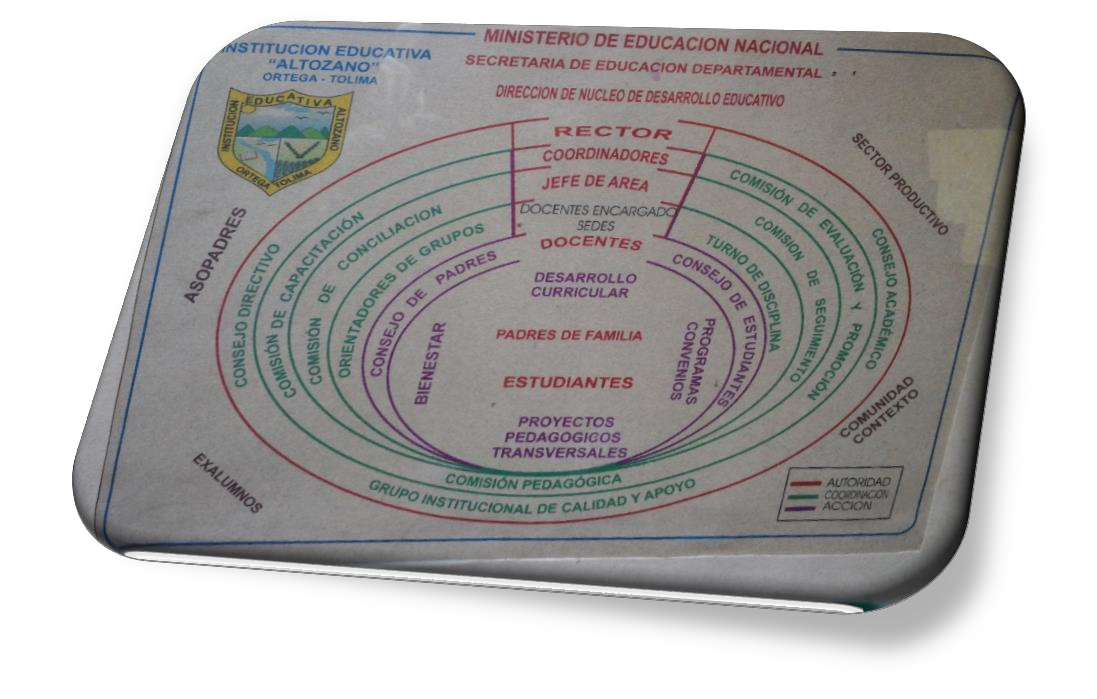 INSTITUCION EDUCATIVA
"ALTOZANO"
ORTEGA - TOLIMA
MINISTERIO DE EDUCACION NACIONAL
SECRETARIA DE EDUCACION DEPARTAMENTAL
DIRECCION DE NUCLEO DE DESARROLLO EDUCATIVO
INSTITUCION EDUCATIVA ALTOZANO
ORTEGA TOLIMA
RECTOR
COORDINADORES
JEFE DE AREA
DOCENTES ENCARGADO
SEDES
DOCENTES
DESARROLLO
CURRICULAR
PADRES DE FAMILIA
ESTUDIANTES
PROYECTOS
PEDAGOGICOS
TRANSVERSALES
ASOPADRES
CONSEJO DIRECTIVO
COMISIÓN DE CAPACITACIÓN
COMISIÓN DE CONCILIACION
ORIENTADORES DE GRUPOS
CONSEJO DE PADRES
BIENESTAR
PROGRAMAS
CONVENIOS
CONSEJO DE ESTUDIANTES
TURNO DE DISCIPLINA
COMISION DE SEGUIMIENTO
COMISIÓN DE EVALUACIÓN Y PROMOCIÓN
CONSEJO ACADÉMICO
SECTOR PRODUCTIVO
COMUNIDAD
CONTEXTO
EXALUMNOS
COMISIÓN PEDAGÓGICA
GRUPO INSTITUCIONAL DE CALIDAD Y APOYO
AUTORIDAD
COORDINACION
ACCION